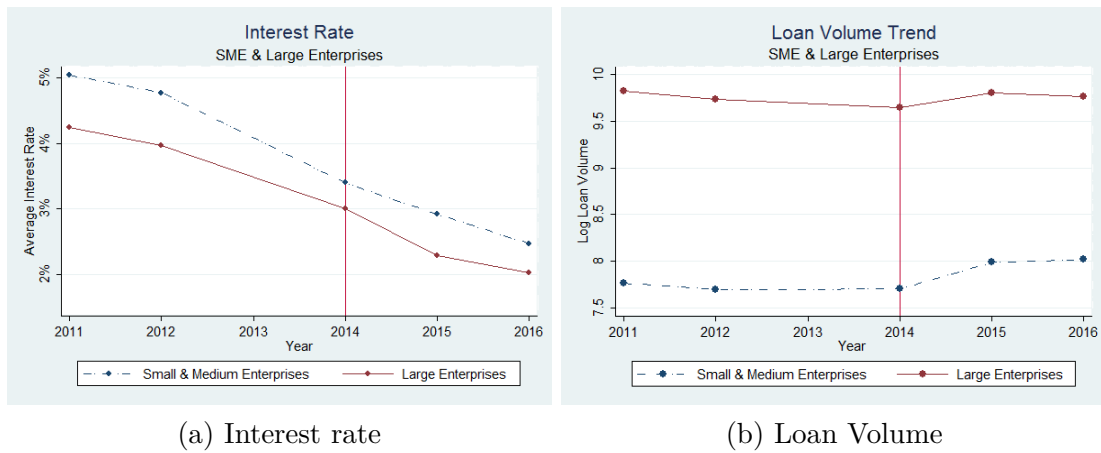 Interest Rate
SME & Large Enterprises
Average Interest Rate
5%
4%
3%
2%
2011 2012 2013 2014 2015 2016
Year
Small & Medium Enterprises Large Enterprises
(a) Interest rate
Loan Volume Trend
SME & Large Enterprises
Log Loan Volume
10
9.5
9
8.5
8
7.5
2011 2012 2013 2014 2015 2016
Year
Small & Medium Enterprises Large Enterprises
(b) Loan Volume